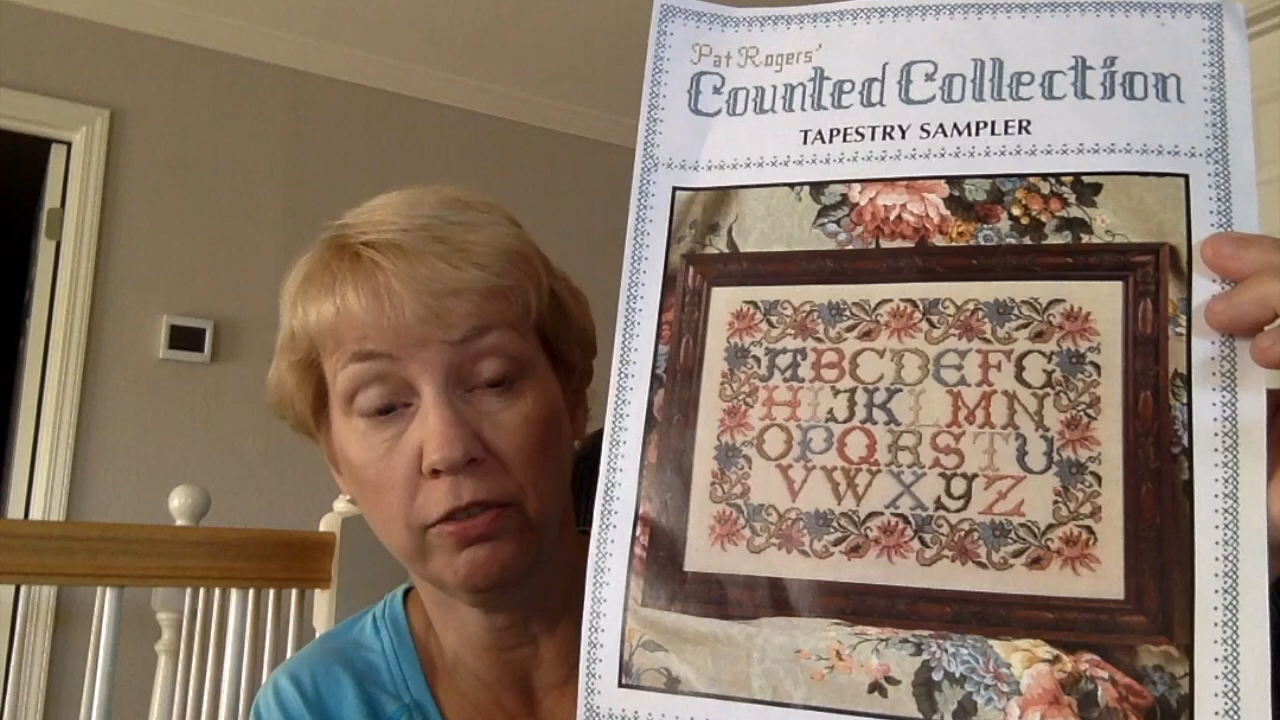 Pat Rogers'
Counted Collection
TAPESTRY SAMPLER
ABCDEFG
HIJKLMN
OPQRSTU
VWXYZ